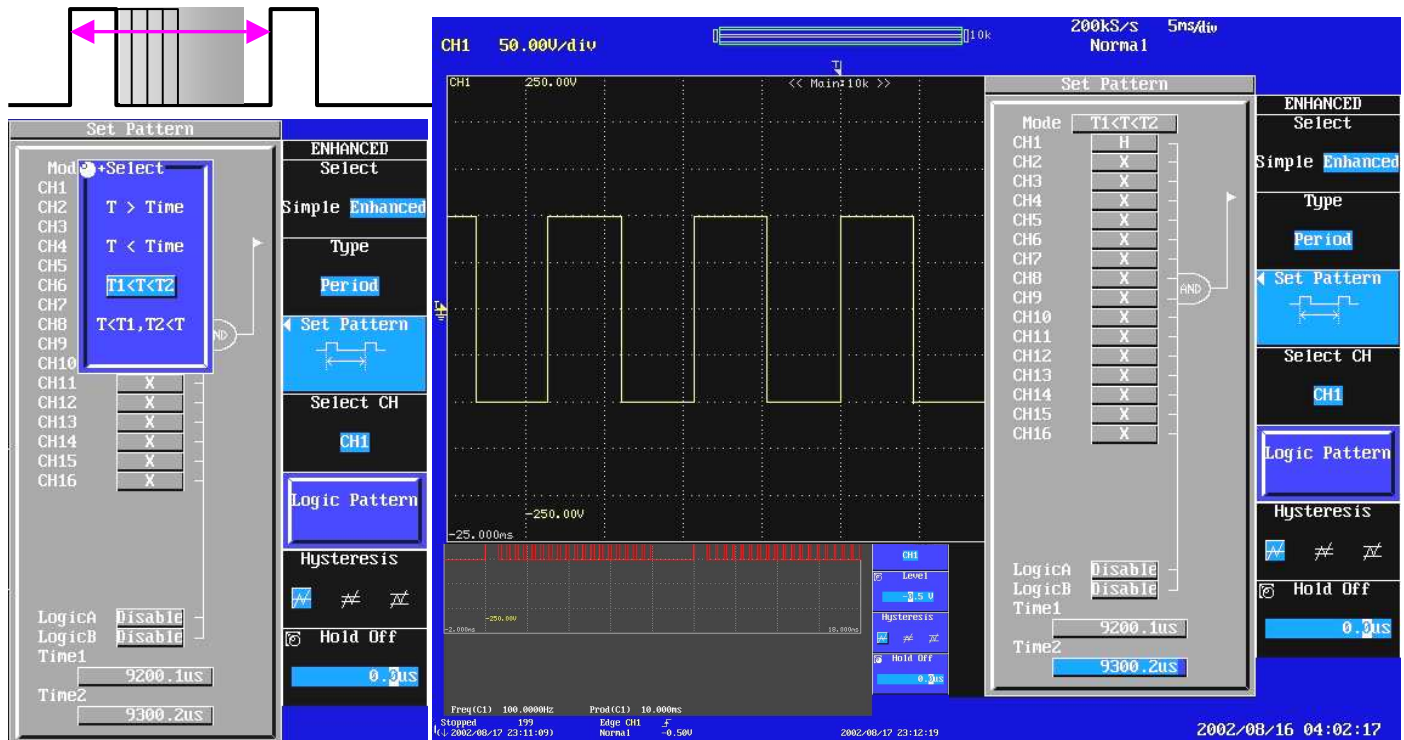 Set Pattern
Mod +Select
CH1
CH2
CH3
CH4
CH5
CH6
CH7
CH8
CH9
CH10
T > Time
T < Time
T1<T<T2
T<T1,T2<T
ND
CH11 X
CH12 X
CH13 X
CH14 X
CH15 X
CH16 X
LogicA Disable
LogicB Disable
Time1
9200.1us
Time2
9300.2us
ENHANCED
Select
Simple Enhanced
Type
Period
Set Pattern
Select CH
CH1
Logic Pattern
Hysteresis
Hold Off
0.0us
CH1 50.00V/div
10k
200kS/s 5ms/div
Normal
T
CH1 250.00V
<< Main:10k >>
T
-250.00V
-25.000ms
-250.00V
-2.000ms
18.000ms
CH1
Level
-0.5 V
Hysteresis
Hold Off
0.0us
Freq(C1) 100.0000Hz Prod(C1) 10.000ms
Stopped 199 Edge CH1
(↓ 2002/08/17 23:11:09) Normal -0.50V 2002/08/17 23:12:19
Set Pattern
Mode T1<T<T2
CH1 H
CH2 X
CH3 X
CH4 X
CH5 X
CH6 X
CH7 X
CH8 X
CH9 X
CH10 X
CH11 X
CH12 X
CH13 X
CH14 X
CH15 X
CH16 X
AND
LogicA Disable
LogicB Disable
Time1
9200.1us
Time2
9300.2us
ENHANCED
Select
Simple Enhanced
Type
Period
Set Pattern
Select CH
CH1
Logic Pattern
Hysteresis
Hold Off
0.0us
2002/08/16 04:02:17